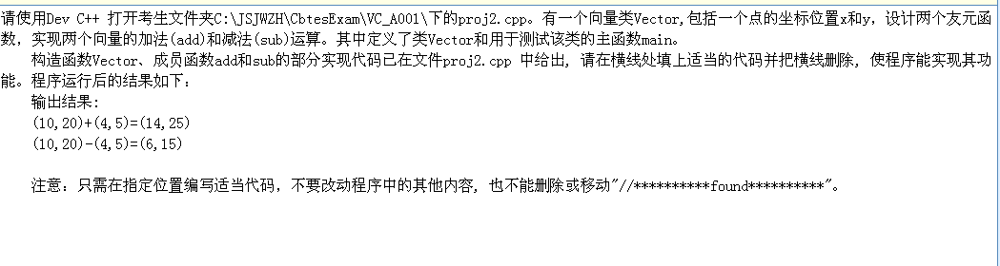 请使用Dev C++ 打开考生文件夹C:\JSJWZH\CbtesExam\VC_A001\下的proj2.cpp。有一个向量类Vector,包括一个点的坐标位置x和y，设计两个友元函
数，实现两个向量的加法(add)和减法(sub)运算。其中定义了类Vector和用于测试该类的主函数main。
构造函数Vector、成员函数add和sub的部分实现代码已在文件proj2.cpp 中给出, 请在横线处填上适当的代码并把横线删除, 使程序能实现其功
能。程序运行后的结果如下：
输出结果:
(10,20)+(4,5)=(14,25)
(10,20)-(4,5)=(6,15)
注意：只需在指定位置编写适当代码，不要改动程序中的其他内容, 也不能删除或移动"//**********found**********"。